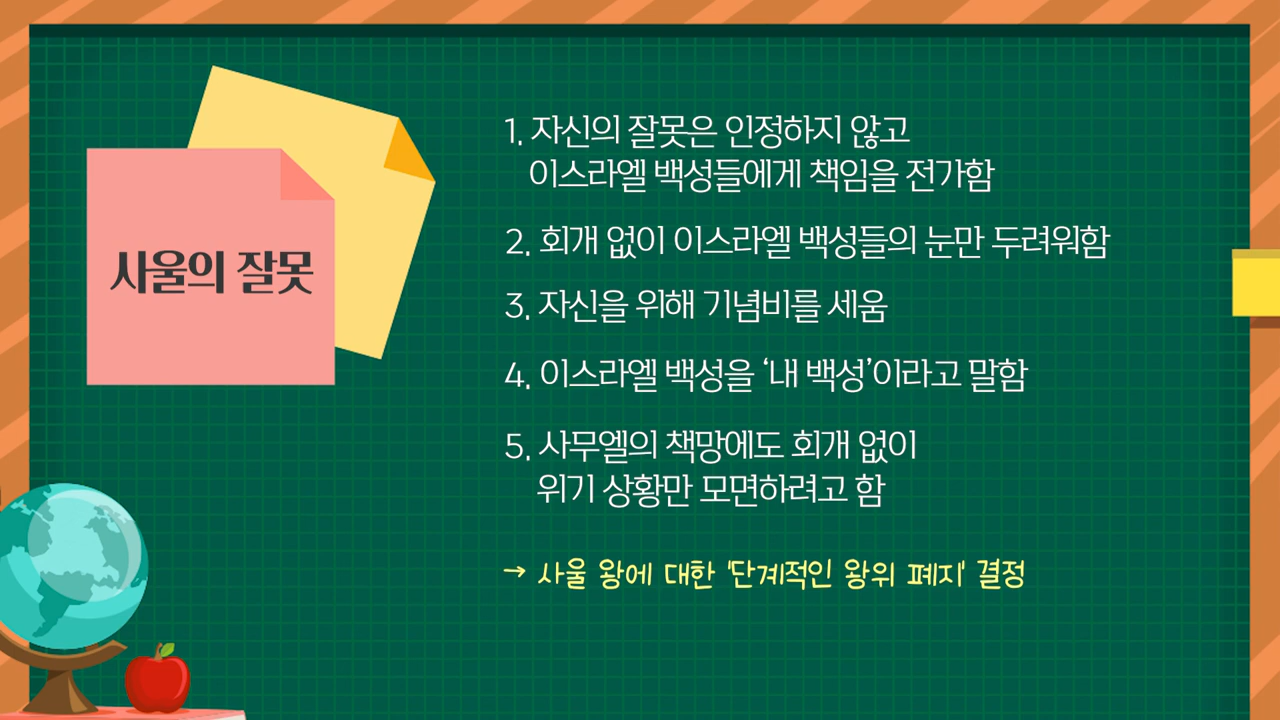 사울의 잘못
1. 자신의 잘못은 인정하지 않고
이스라엘 백성들에게 책임을 전가함
2. 회개 없이 이스라엘 백성들의 눈만 두려워함
3. 자신을 위해 기념비를 세움
4. 이스라엘 백성을 ‘내 백성’이라고 말함
5. 사무엘의 책망에도 회개 없이
위기 상황만 모면하려고 함
→ 사울 왕에 대한 '단계적인 왕위 폐지' 결정